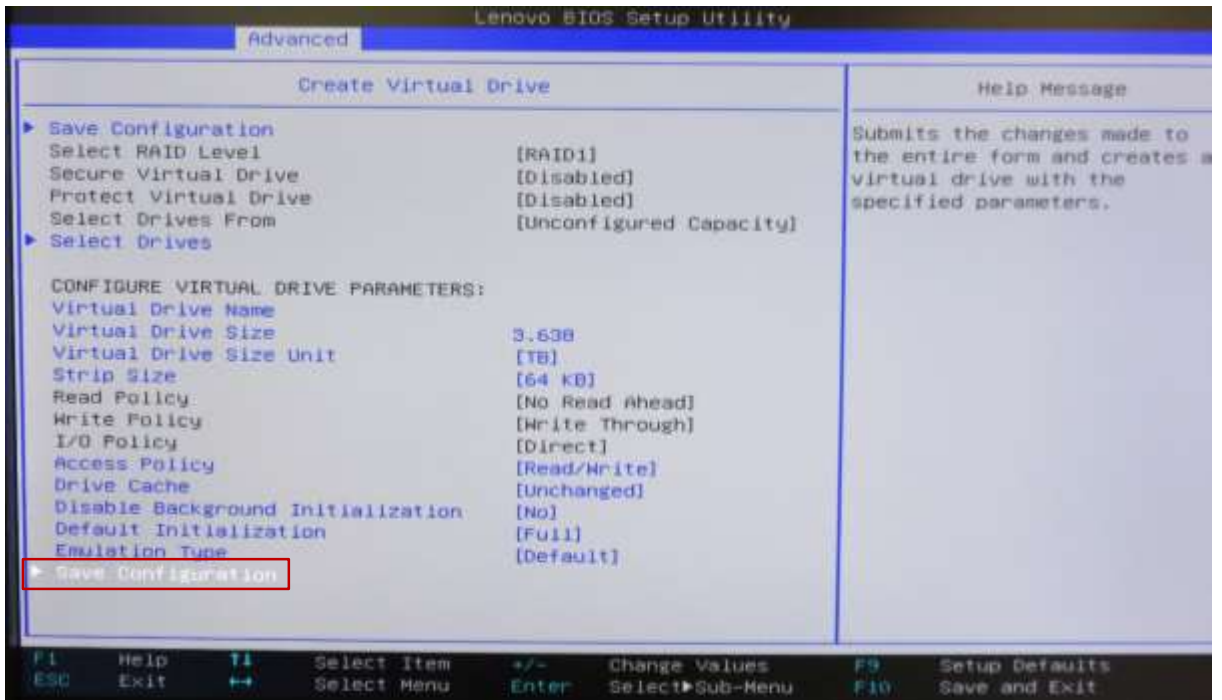 Lenovo BIOS Setup Utility
Advanced
Create Virtual Drive
Save Configuration
Select RAID Level [RAID1]
Secure Virtual Drive [Disabled]
Protect Virtual Drive [Disabled]
Select Drives From [Unconfigured Capacity]
Select Drives
CONFIGURE VIRTUAL DRIVE PARAMETERS:
Virtual Drive Name
Virtual Drive Size 3.638
Virtual Drive Size Unit [TB]
Strip Size [64 KB]
Read Policy [No Read Ahead]
Write Policy [Write Through]
I/O Policy [Direct]
Access Policy [Read/Write]
Drive Cache [Unchanged]
Disable Background Initialization [No]
Default Initialization [Full]
Emulation Type [Default]
Save Configuration
Help Message
Submits the changes made to
the entire form and creates a
virtual drive with the
specified parameters.
F1 Help ↑↓ Select Item +/- Change Values F9 Setup Defaults
ESC Exit ↔ Select Menu Enter Select▶Sub-Menu F10 Save and Exit